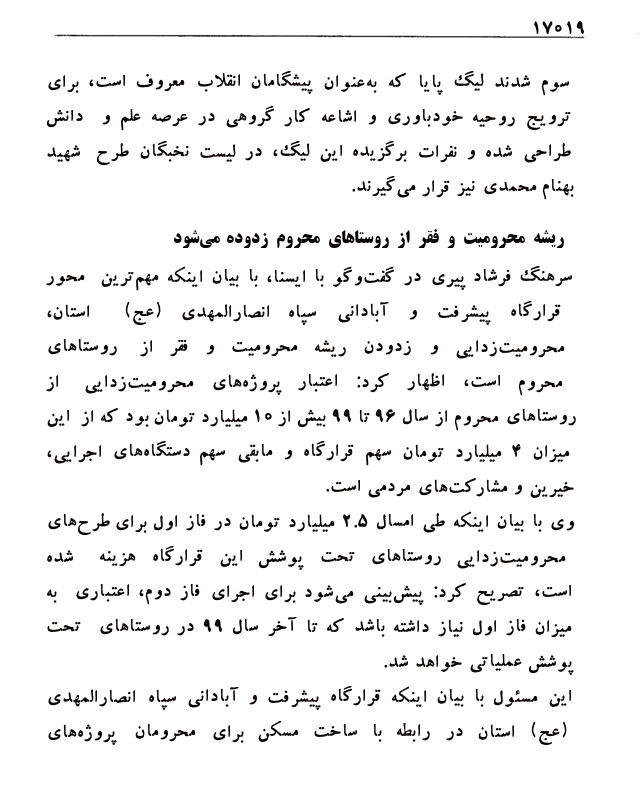 ۱۷۰۱۹
سوم شدند لیگ پایا که به‌عنوان پیشگامان انقلاب معروف است، برای
ترویج روحیه خودباوری و اشاعه کار گروهی در عرصه علم و دانش
طراحی شده و نفرات برگزیده این لیگ، در لیست نخبگان طرح شهید
بهنام محمدی نیز قرار می‌گیرند.
ریشه محرومیت و فقر از روستاهای محروم زدوده می‌شود
سرهنگ فرشاد پیری در گفت‌وگو با ایسنا، با بیان اینکه مهم‌ترین محور
قرارگاه پیشرفت و آبادانی سپاه انصارالمهدی (عج) استان،
محرومیت‌زدایی و زدودن ریشه محرومیت و فقر از روستاهای
محروم است، اظهار کرد: اعتبار پروژه‌های محرومیت‌زدایی از
روستاهای محروم از سال ۹۶ تا ۹۹ بیش از ۱۰ میلیارد تومان بود که از این
میزان ۴ میلیارد تومان سهم قرارگاه و مابقی سهم دستگاه‌های اجرایی،
خیرین و مشارکت‌های مردمی است.
وی با بیان اینکه طی امسال ۲.۵ میلیارد تومان در فاز اول برای طرح‌های
محرومیت‌زدایی روستاهای تحت پوشش این قرارگاه هزینه شده
است، تصریح کرد: پیش‌بینی می‌شود برای اجرای فاز دوم، اعتباری به
میزان فاز اول نیاز داشته باشد که تا آخر سال ۹۹ در روستاهای تحت
پوشش عملیاتی خواهد شد.
این مسئول با بیان اینکه قرارگاه پیشرفت و آبادانی سپاه انصارالمهدی
(عج) استان در رابطه با ساخت مسکن برای محرومان پروژه‌های